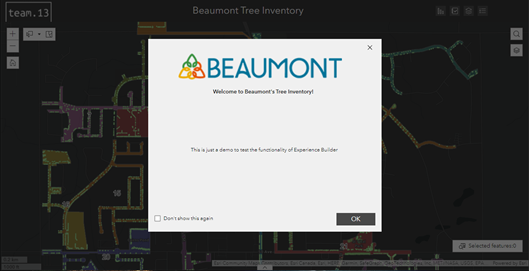 team.13
Beaumont Tree Inventory
BEAUMONT
Welcome to Beaumont's Tree Inventory!
This is just a demo to test the functionality of Experience Builder
Don't show this again
OK
Selected features:0